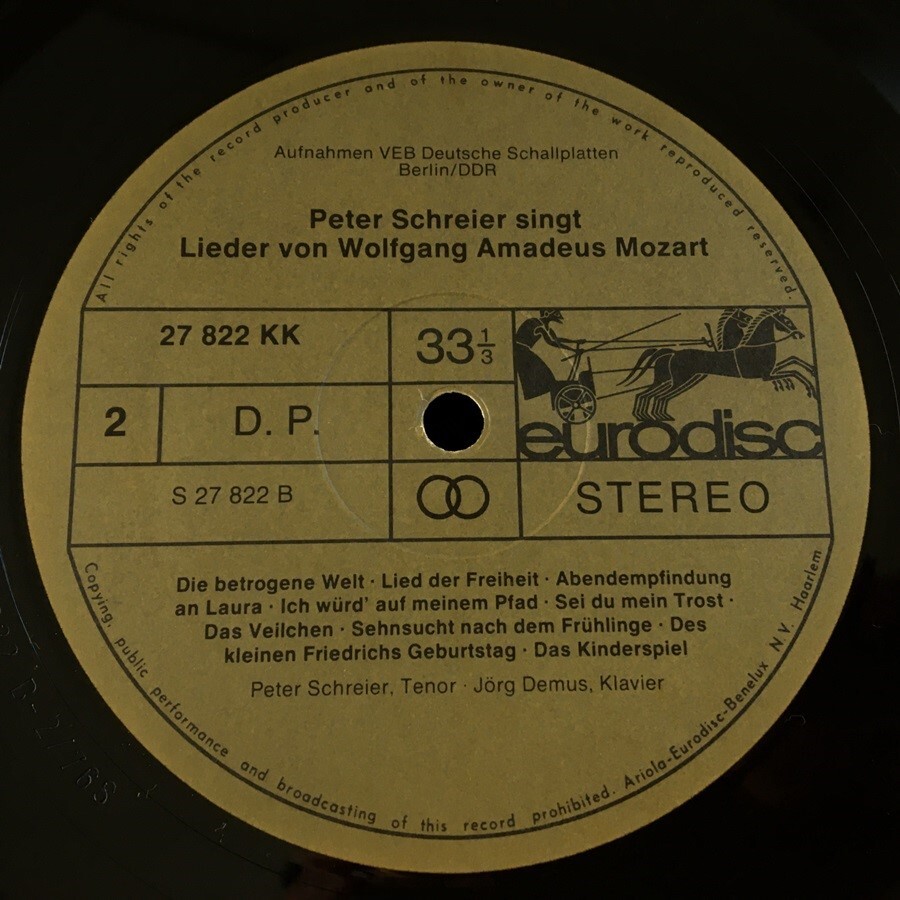 All rights of the record producer and of the owner of the work reproduced reserved.
Aufnahmen VEB Deutsche Schallplatten
Berlin/DDR
Peter Schreier singt
Lieder von Wolfgang Amadeus Mozart
27 822 KK
33 1/3
eurodisc
2
D. P.
S 27 822 B
STEREO
Die betrogene Welt · Lied der Freiheit · Abendempfindung
an Laura · Ich würd' auf meinem Pfad · Sei du mein Trost ·
Das Veilchen · Sehnsucht nach dem Frühlinge · Des
kleinen Friedrichs Geburtstag · Das Kinderspiel
Peter Schreier, Tenor · Jörg Demus, Klavier
Copying, public performance and broadcasting of this record prohibited. Ariola-Eurodisc-Benelux N.V. Haarlem